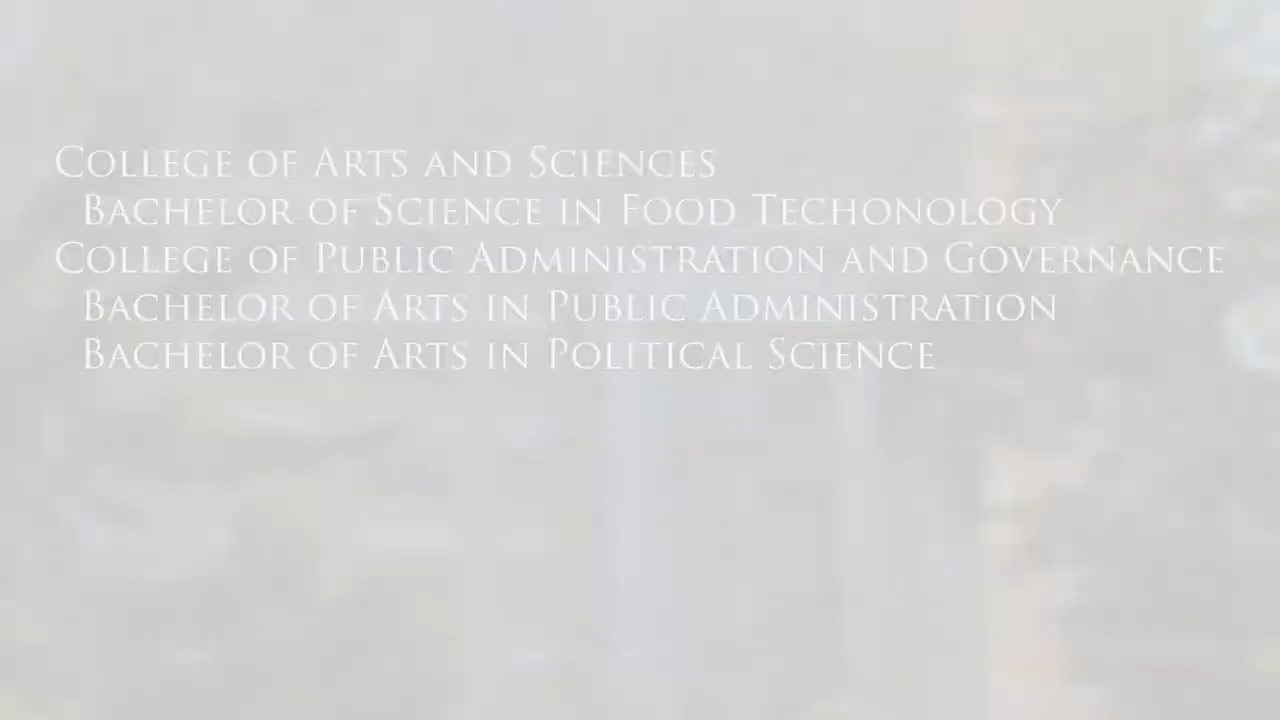 College of Arts and Sciences
Bachelor of Science in Food Techonology
College of Public Administration and Governance
Bachelor of Arts in Public Administration
Bachelor of Arts in Political Science